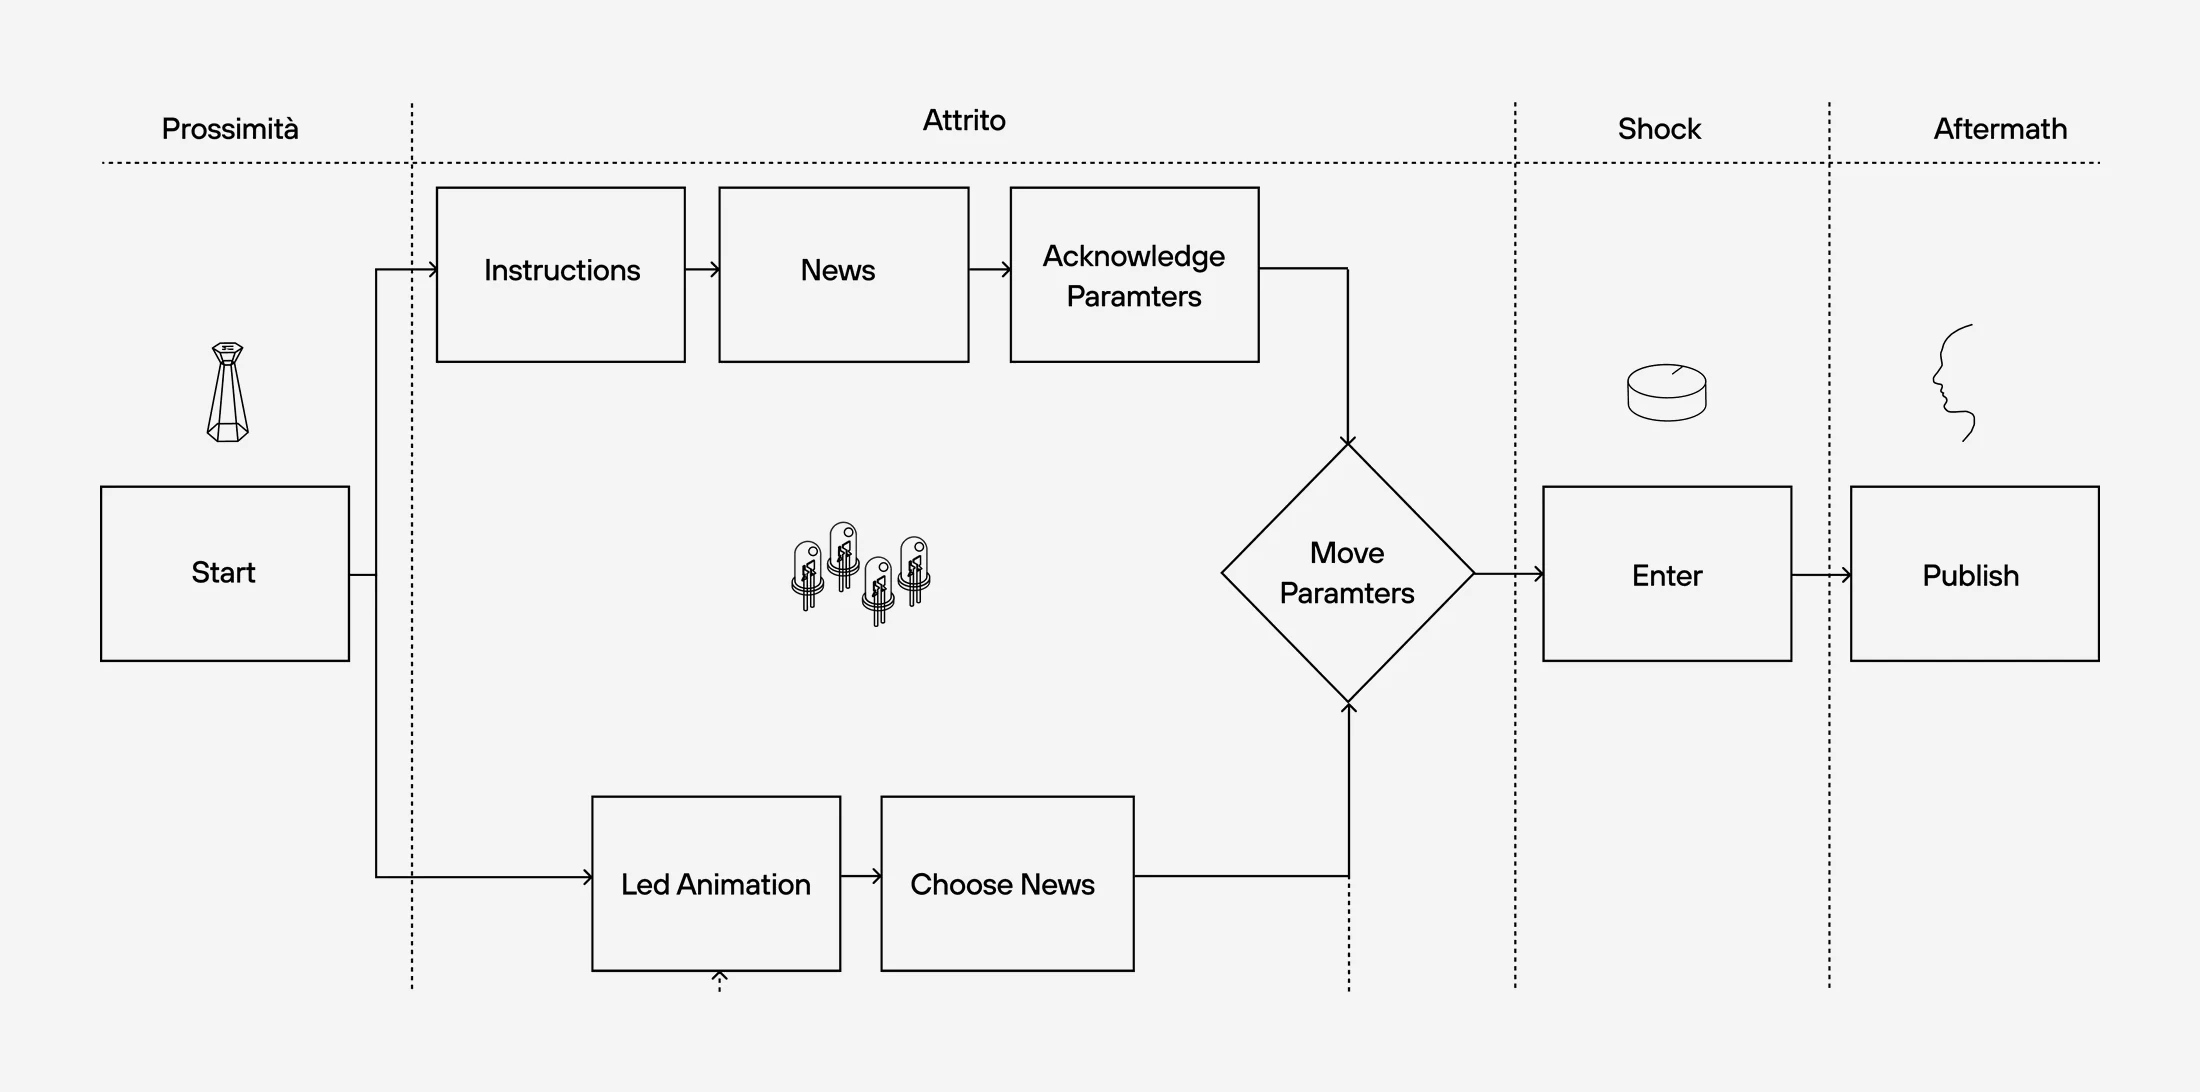 Prossimità
Attrito
Shock
Aftermath
Instructions
News
Acknowledge
Paramters
Start
Move
Paramters
Enter
Publish
Led Animation
Choose News